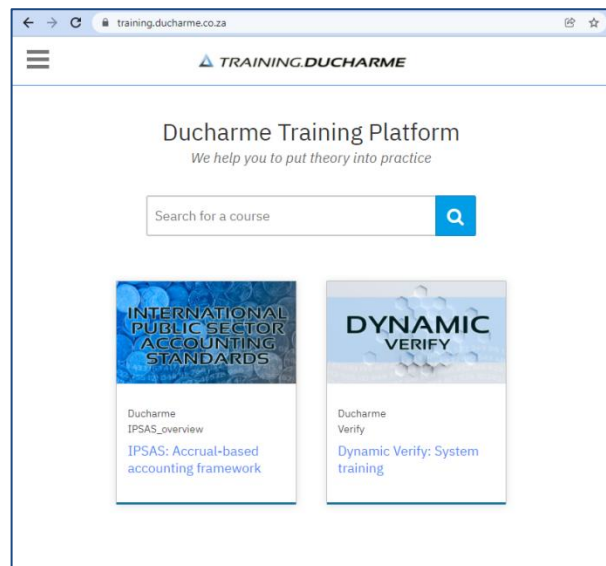 training.ducharme.co.za
TRAINING.DUCHARME
Ducharme Training Platform
We help you to put theory into practice
Search for a course
INTERNATIONAL
PUBLIC SECTOR
ACCOUNTING
STANDARDS
Ducharme
IPSAS_overview
IPSAS: Accrual-based
accounting framework
DYNAMIC
VERIFY
Ducharme
Verify
Dynamic Verify: System
training